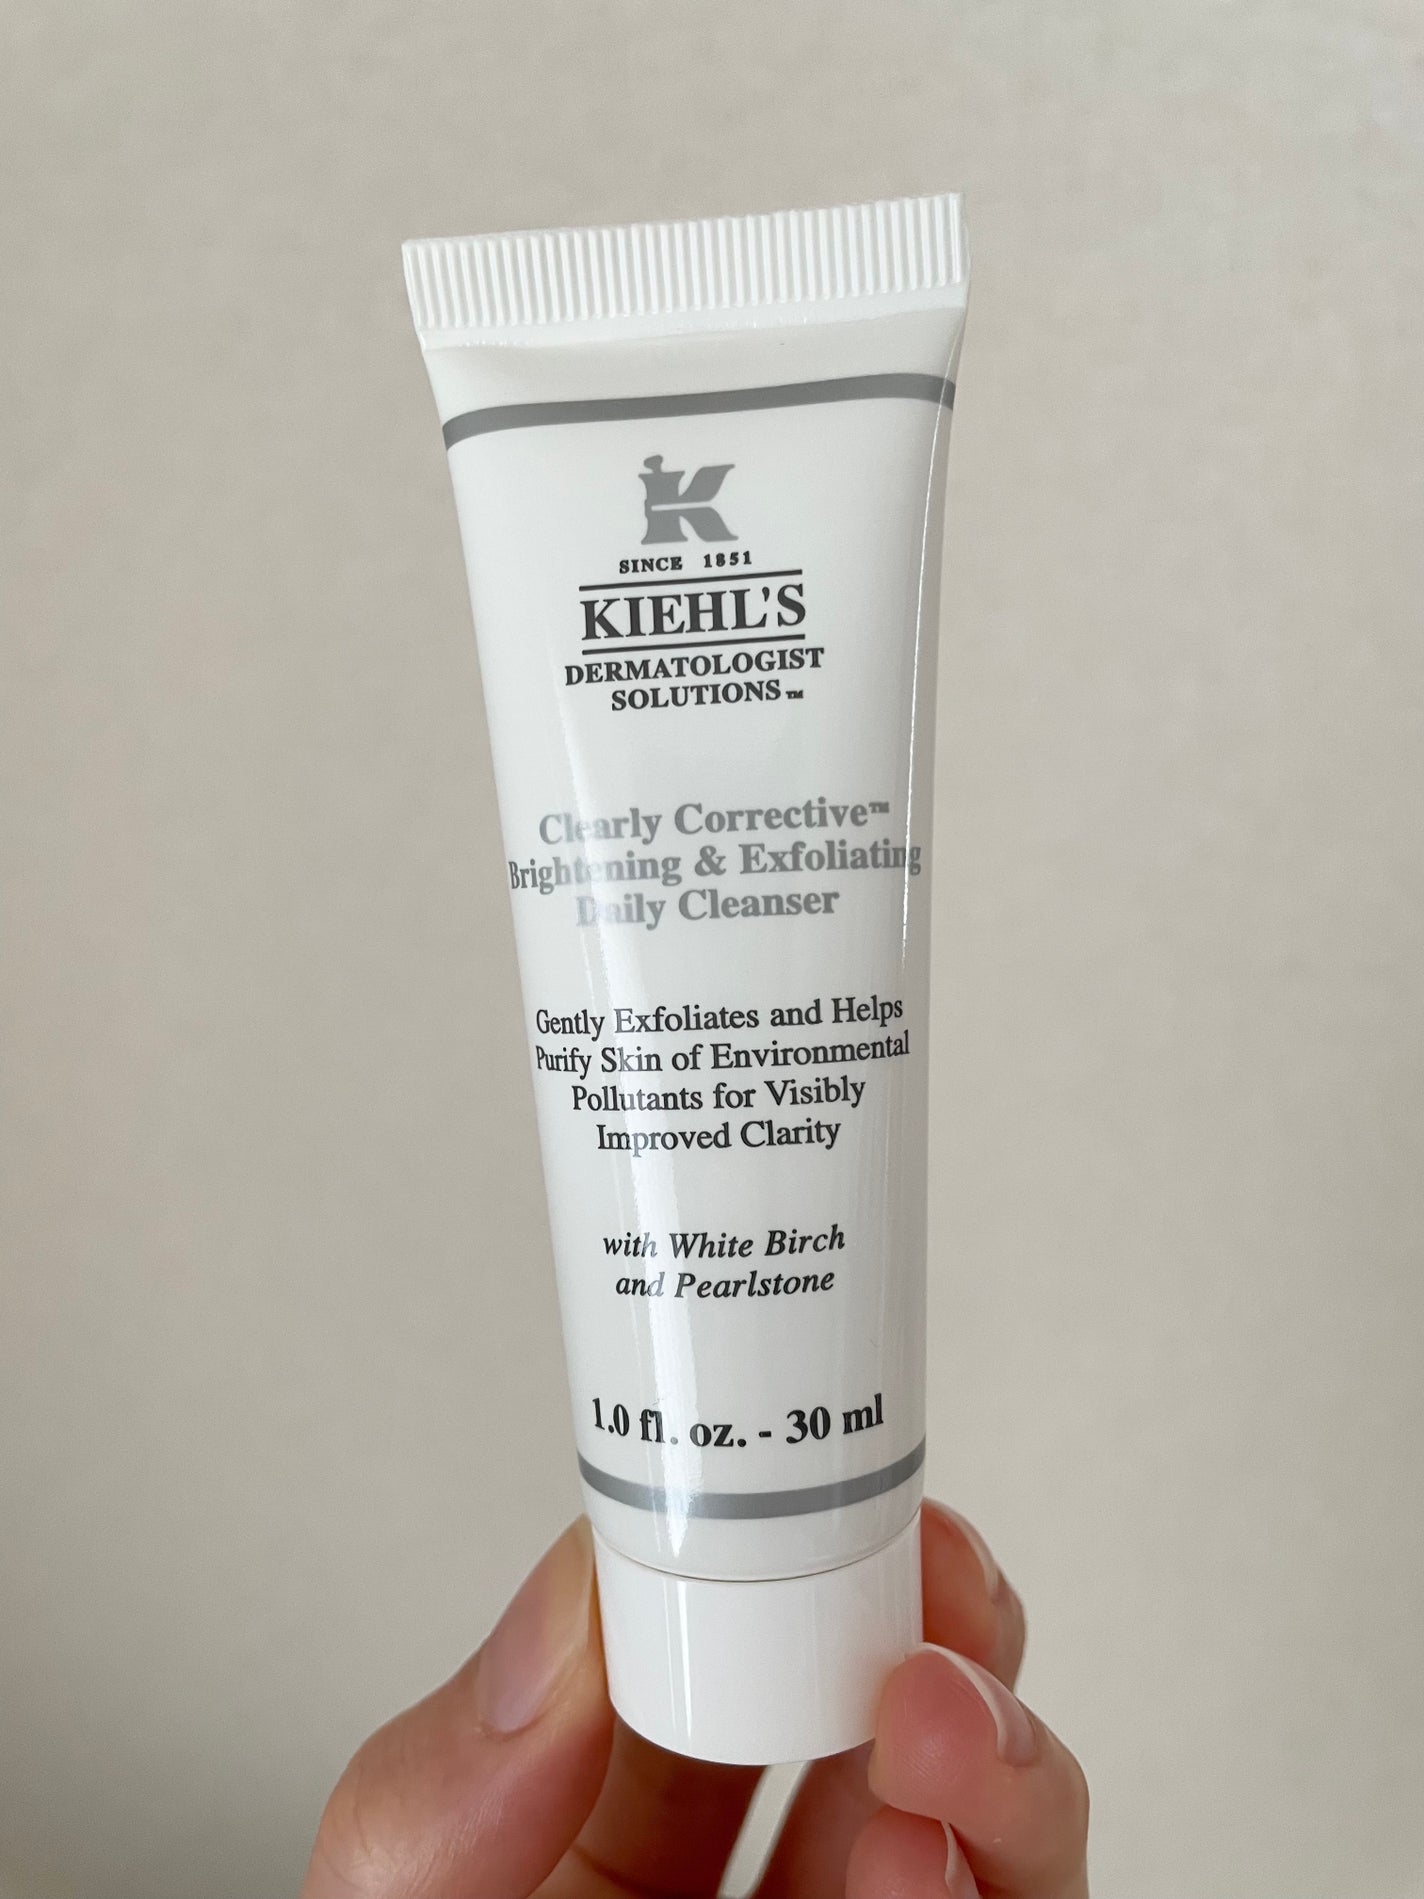 K
SINCE 1851
KIEHL'S
DERMATOLOGIST
SOLUTIONS™
Clearly Corrective™
Brightening & Exfoliating
Daily Cleanser
Gently Exfoliates and Helps
Purify Skin of Environmental
Pollutants for Visibly
Improved Clarity
with White Birch
and Pearlstone
1.0 fl. oz. - 30 ml